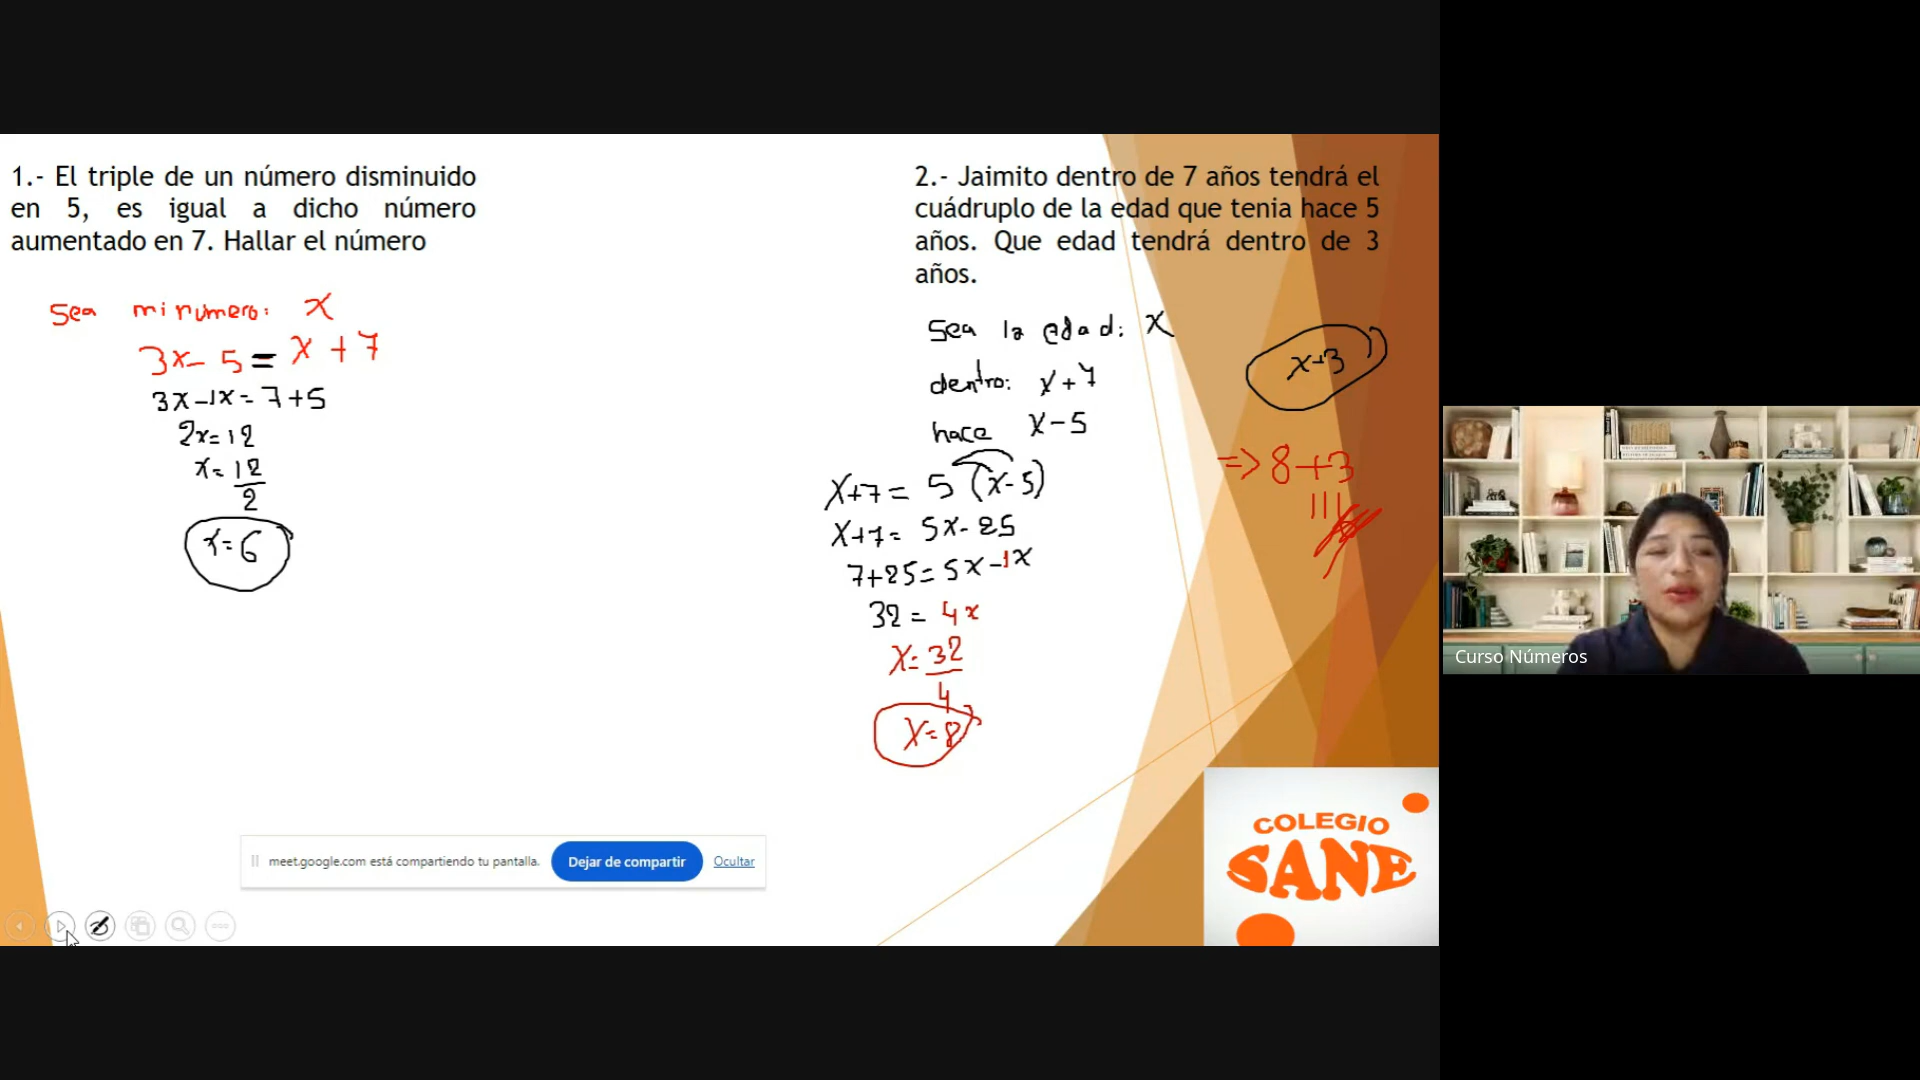 1.- El triple de un número disminuido
en 5, es igual a dicho número
aumentado en 7. Hallar el número
Sea mi número: x
3x - 5 = x + 7
3x - 1x = 7 + 5
2x = 12
x = 12
2
x = 6
2.- Jaimito dentro de 7 años tendrá el
cuádruplo de la edad que tenia hace 5
años. Que edad tendrá dentro de 3
años.
Sea la edad: x
dentro: x + 7
hace x - 5
x + 7 = 5 (x - 5)
x + 7 = 5x - 25
7 + 25 = 5x - 1x
32 = 4x
x = 32
4
x = 8
x + 3
=> 8 + 3
11
COLEGIO
SANE
meet.google.com está compartiendo tu pantalla.
Dejar de compartir
Ocultar
Curso Números